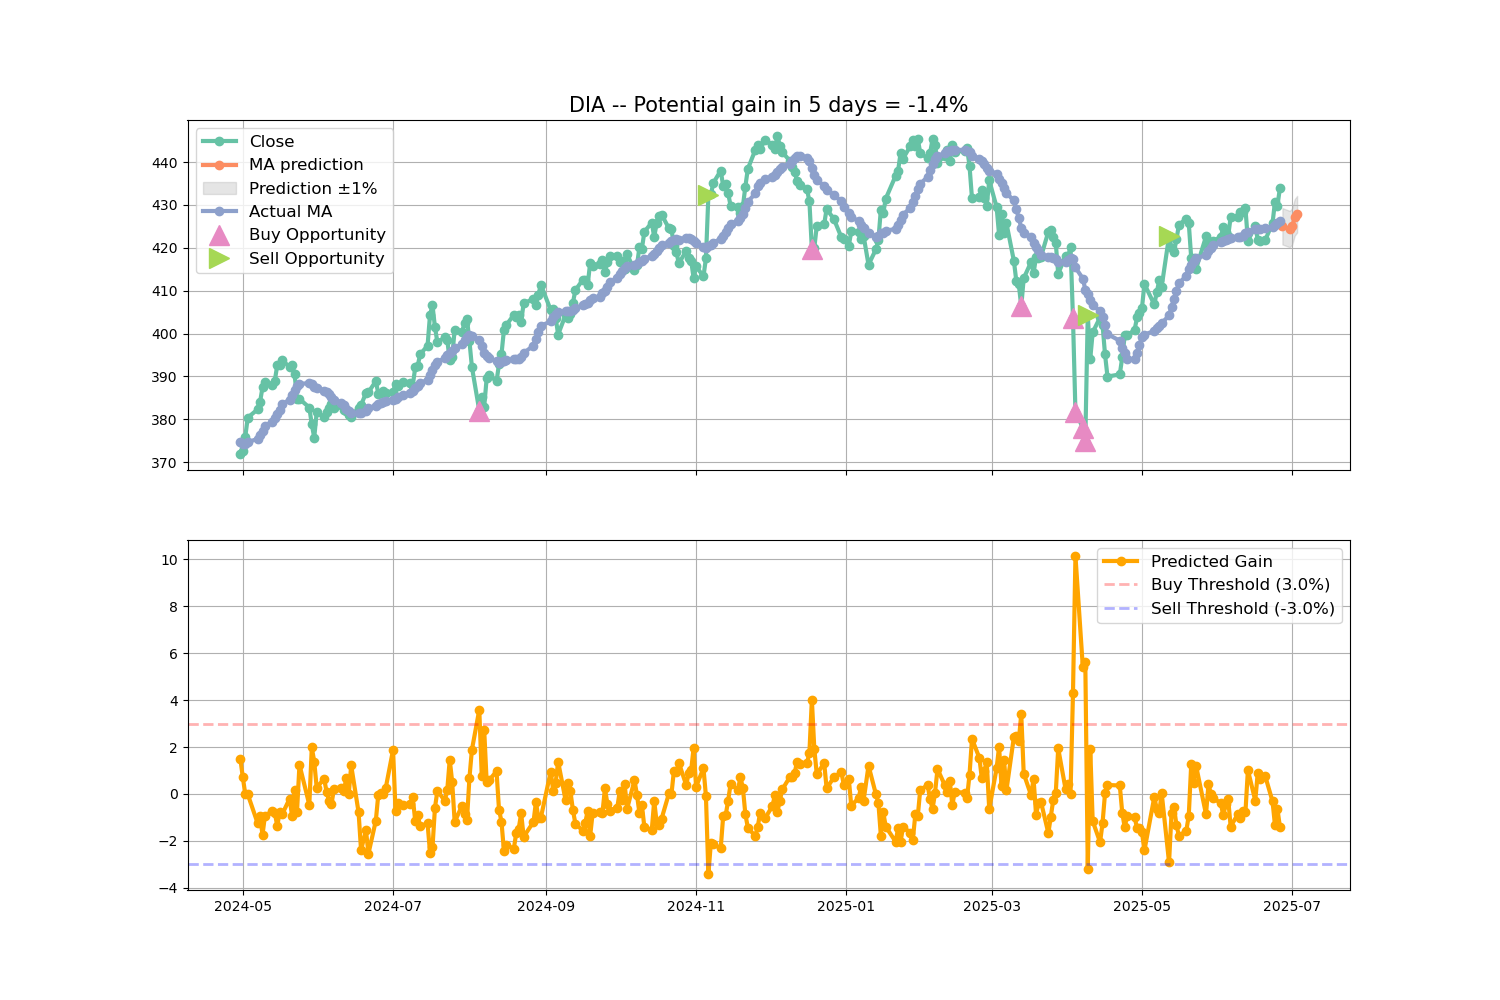 DIA -- Potential gain in 5 days = -1.4%
Close
MA prediction
Prediction ±1%
Actual MA
Buy Opportunity
Sell Opportunity
440
430
420
410
400
390
380
370
10
8
6
4
2
0
−2
−4
Predicted Gain
Buy Threshold (3.0%)
Sell Threshold (-3.0%)
2024-05
2024-07
2024-09
2024-11
2025-01
2025-03
2025-05
2025-07